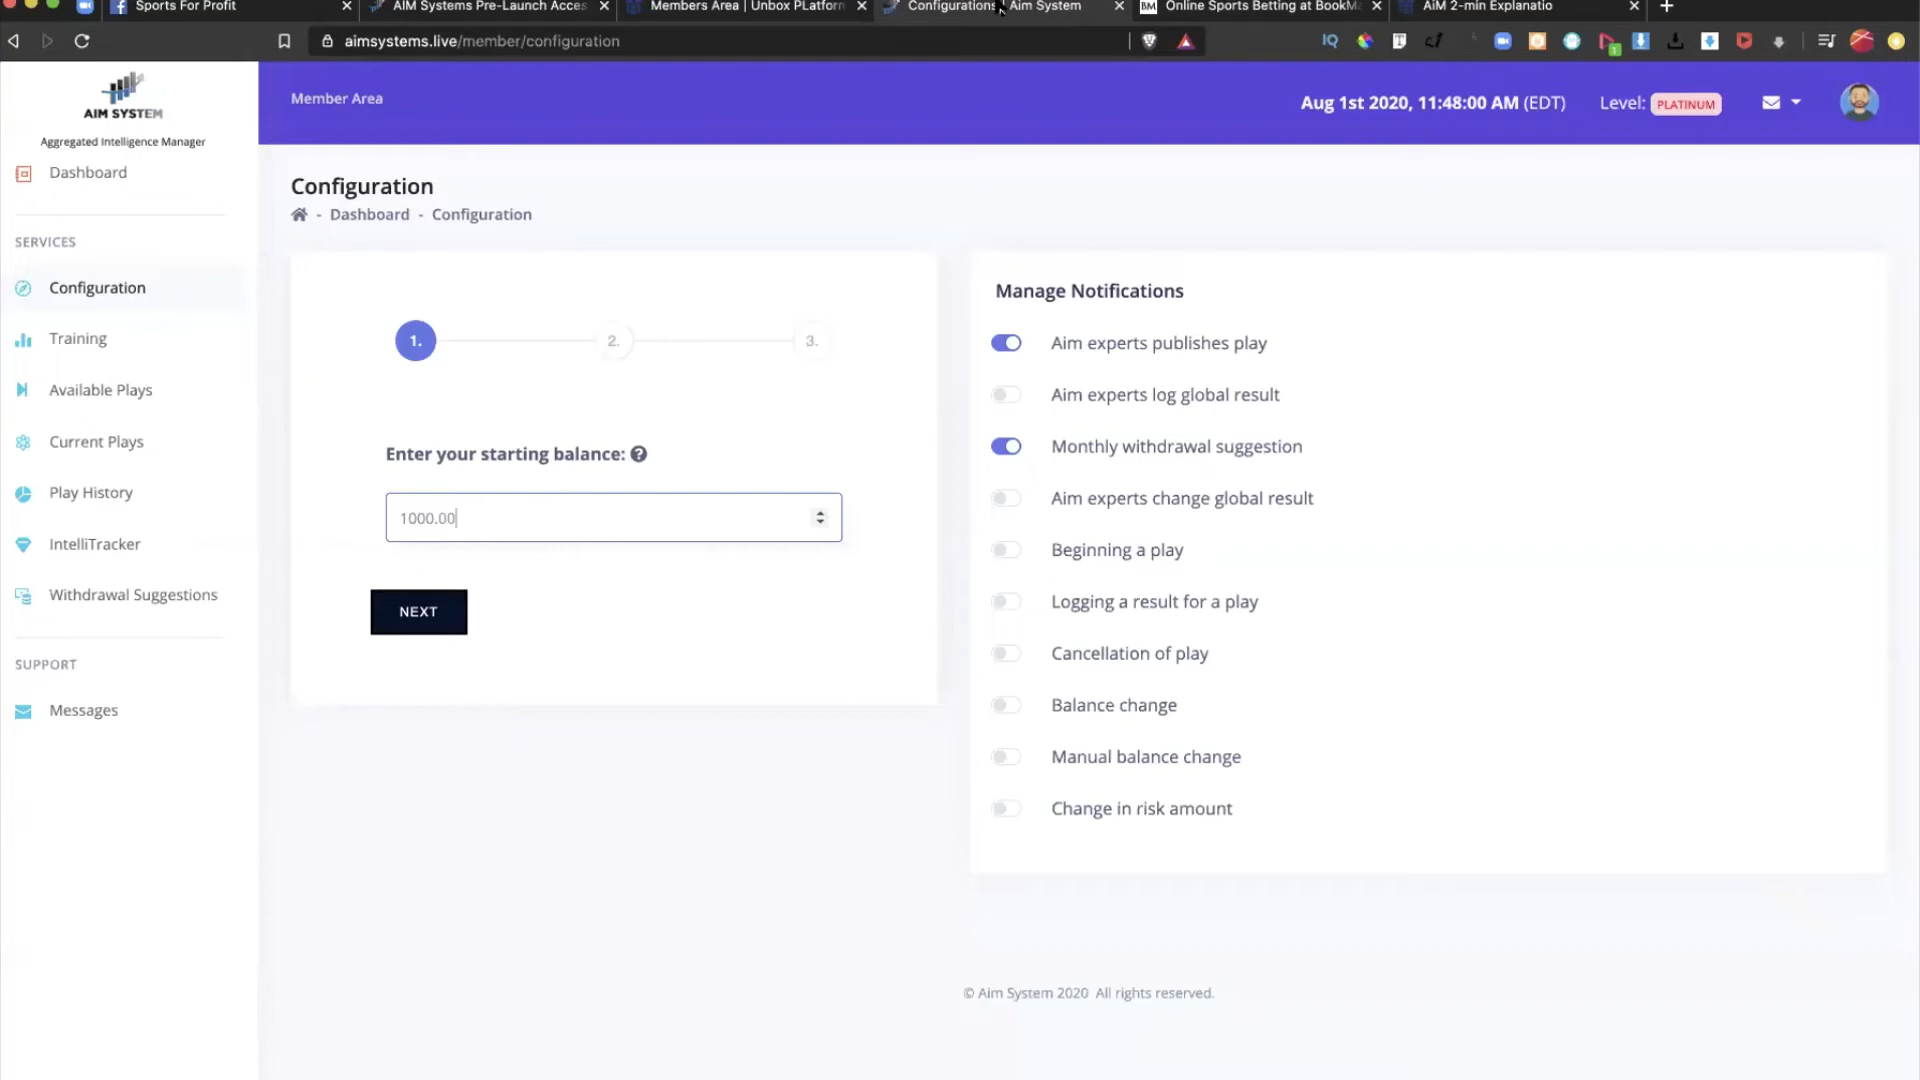 Sports For Profit
AIM Systems Pre-Launch Acces
Members Area | Unbox PLatform
Configurations Aim System
BM Online Sports Betting at BookMa
AiM 2-min Explanatio
aimsystems.live/member/configuration
IQ
AIM SYSTEM
Aggregated Intelligence Manager
Member Area
Aug 1st 2020, 11:48:00 AM (EDT)
Level: PLATINUM
Dashboard
SERVICES
Configuration
Training
Available Plays
Current Plays
Play History
IntelliTracker
Withdrawal Suggestions
SUPPORT
Messages
Configuration
- Dashboard - Configuration
1.
2.
3.
Enter your starting balance: ?
1000.00
NEXT
Manage Notifications
Aim experts publishes play
Aim experts log global result
Monthly withdrawal suggestion
Aim experts change global result
Beginning a play
Logging a result for a play
Cancellation of play
Balance change
Manual balance change
Change in risk amount
© Aim System 2020 All rights reserved.